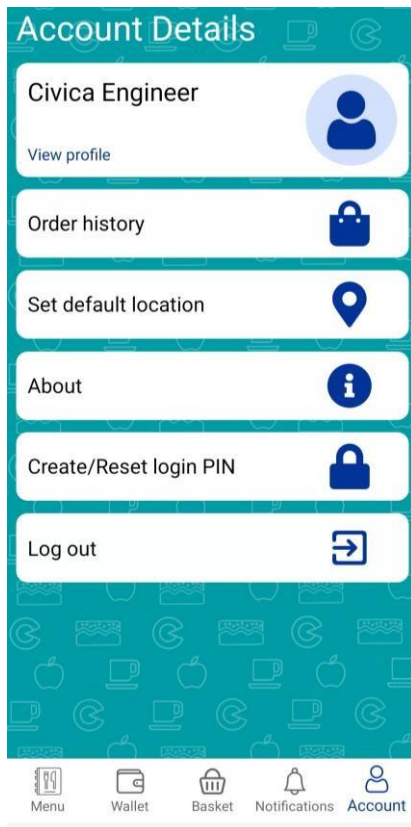 Account Details
Civica Engineer
View profile
Order history
Set default location
About
Create/Reset login PIN
Log out
Menu
Wallet
Basket
Notifications
Account